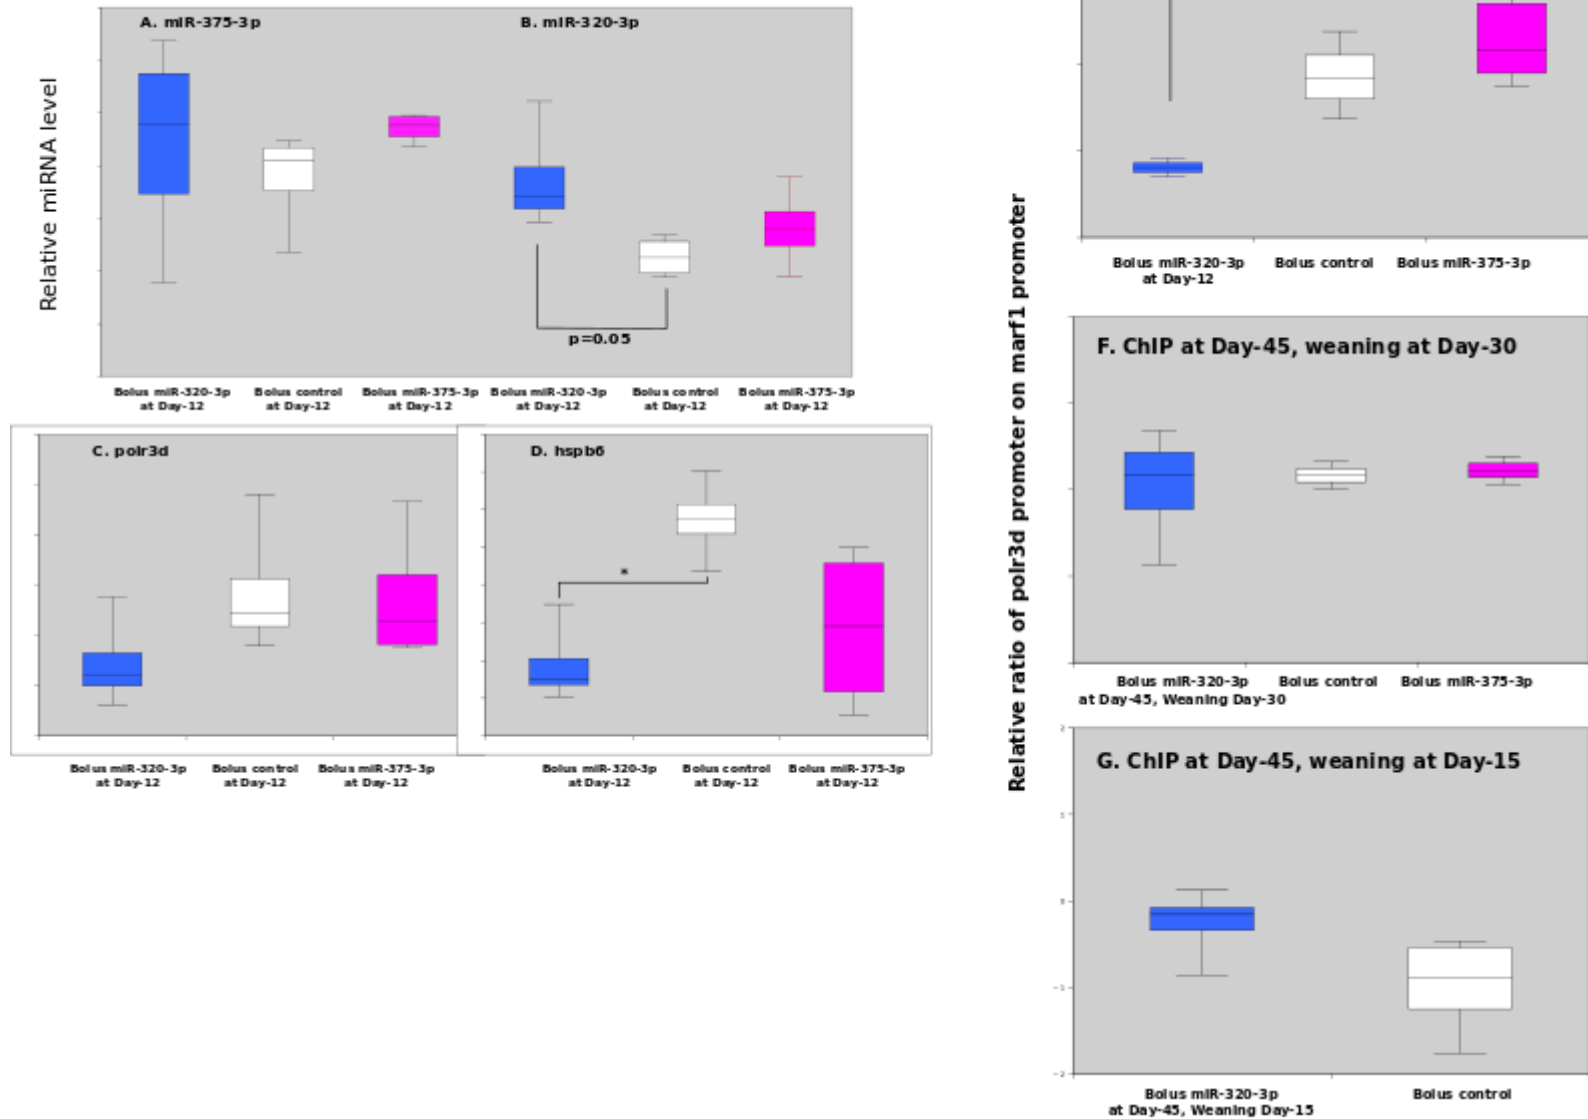 A. miR-375-3p
B. miR-320-3p
Relative miRNA level
p=0.05
Bolus miR-320-3p
at Day-12
Bolus control
at Day-12
Bolus miR-375-3p
at Day-12
Bolus miR-320-3p
at Day-12
Bolus control
at Day-12
Bolus miR-375-3p
at Day-12
C. polr3d
Bolus miR-320-3p
at Day-12
Bolus control
at Day-12
Bolus miR-375-3p
at Day-12
D. hspb6
*
Bolus miR-320-3p
at Day-12
Bolus control
at Day-12
Bolus miR-375-3p
at Day-12
Relative ratio of polr3d promoter on marf1 promoter
Bolus miR-320-3p
at Day-12
Bolus control
Bolus miR-375-3p
F. ChIP at Day-45, weaning at Day-30
Bolus miR-320-3p
at Day-45, Weaning Day-30
Bolus control
Bolus miR-375-3p
G. ChIP at Day-45, weaning at Day-15
2
1
0
-1
-2
Bolus miR-320-3p
at Day-45, Weaning Day-15
Bolus control